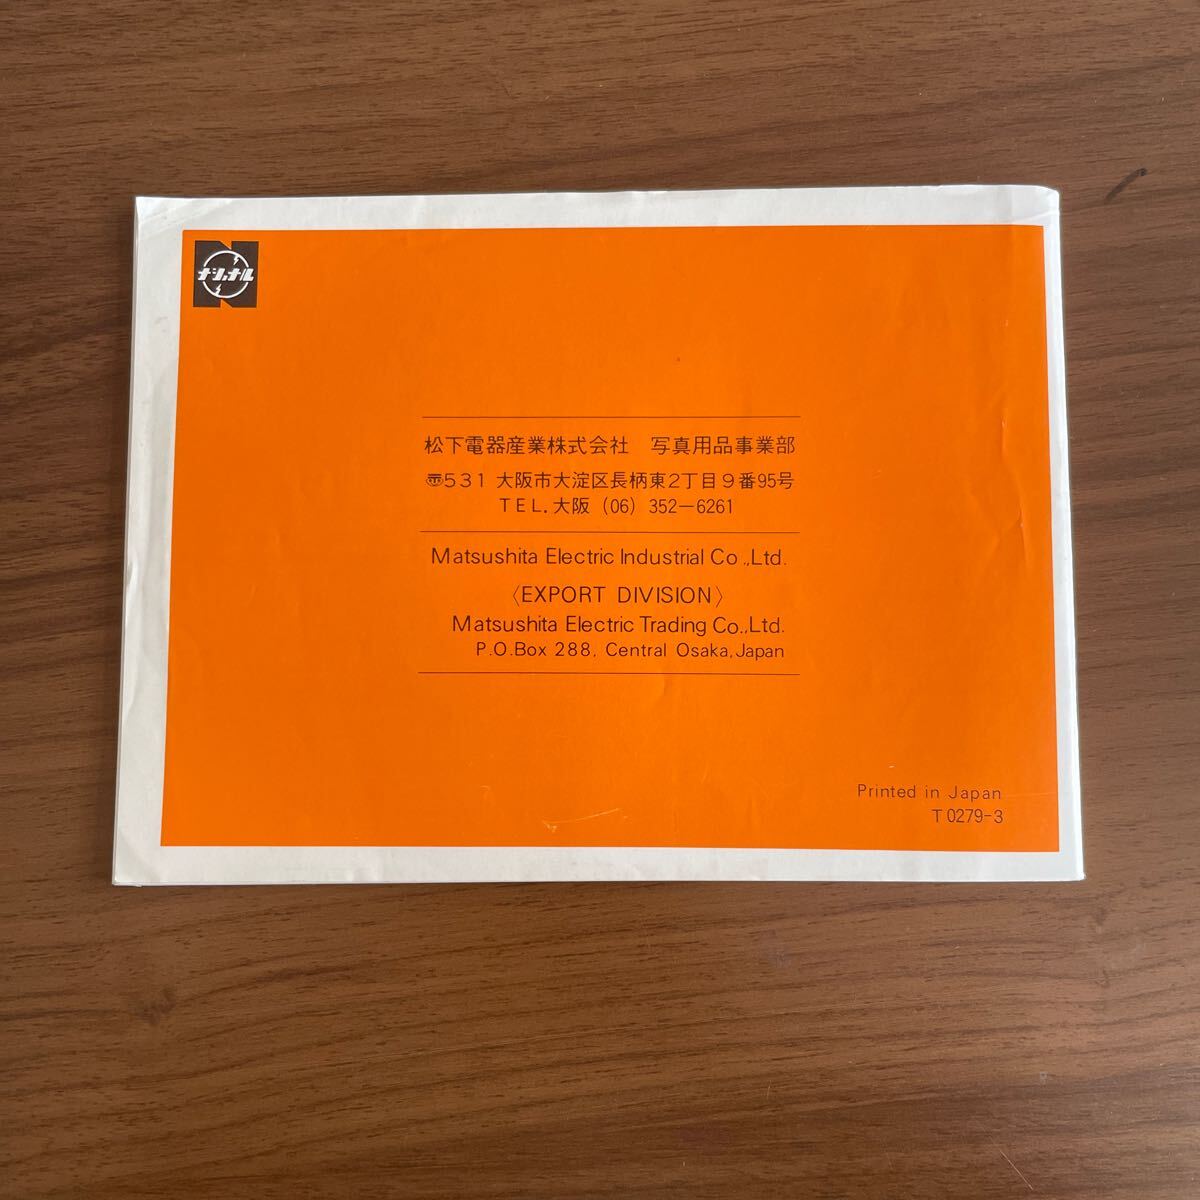 ナショナル
松下電器産業株式会社 写真用品事業部
〠531 大阪市大淀区長柄東2丁目9番95号
TEL.大阪(06)352-6261
Matsushita Electric Industrial Co.,Ltd.
〈EXPORT DIVISION〉
Matsushita Electric Trading Co.,Ltd.
P.O.Box 288, Central Osaka,Japan
Printed in Japan
T0279-3